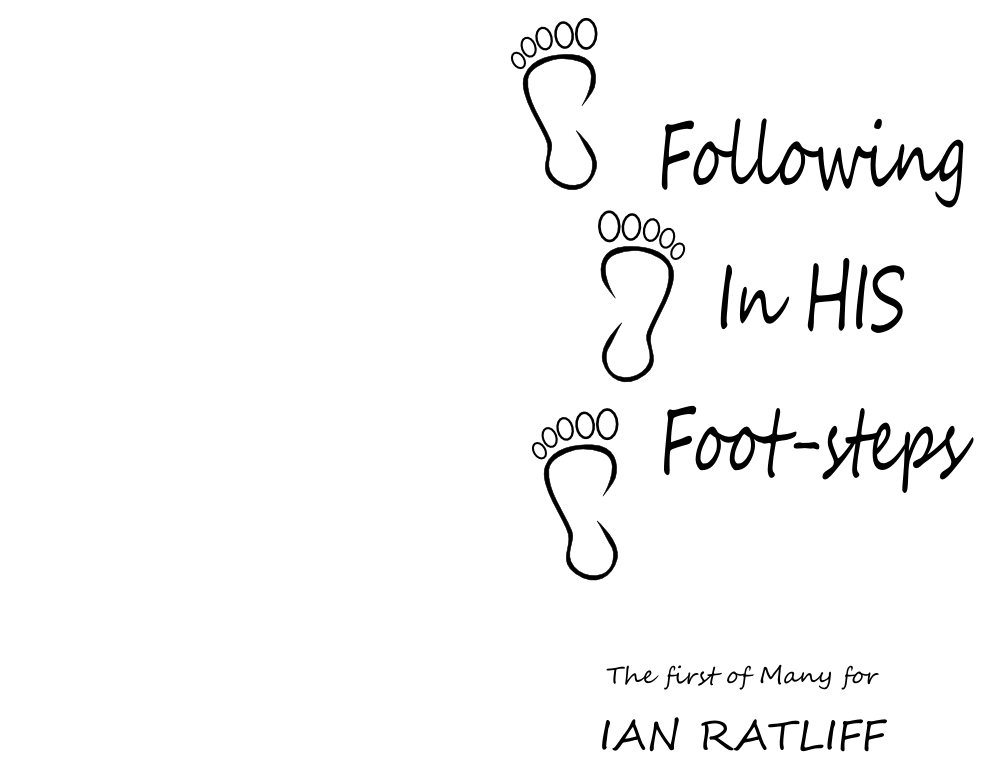 Following
In HIS
Foot-steps
The first of Many for
IAN RATLIFF